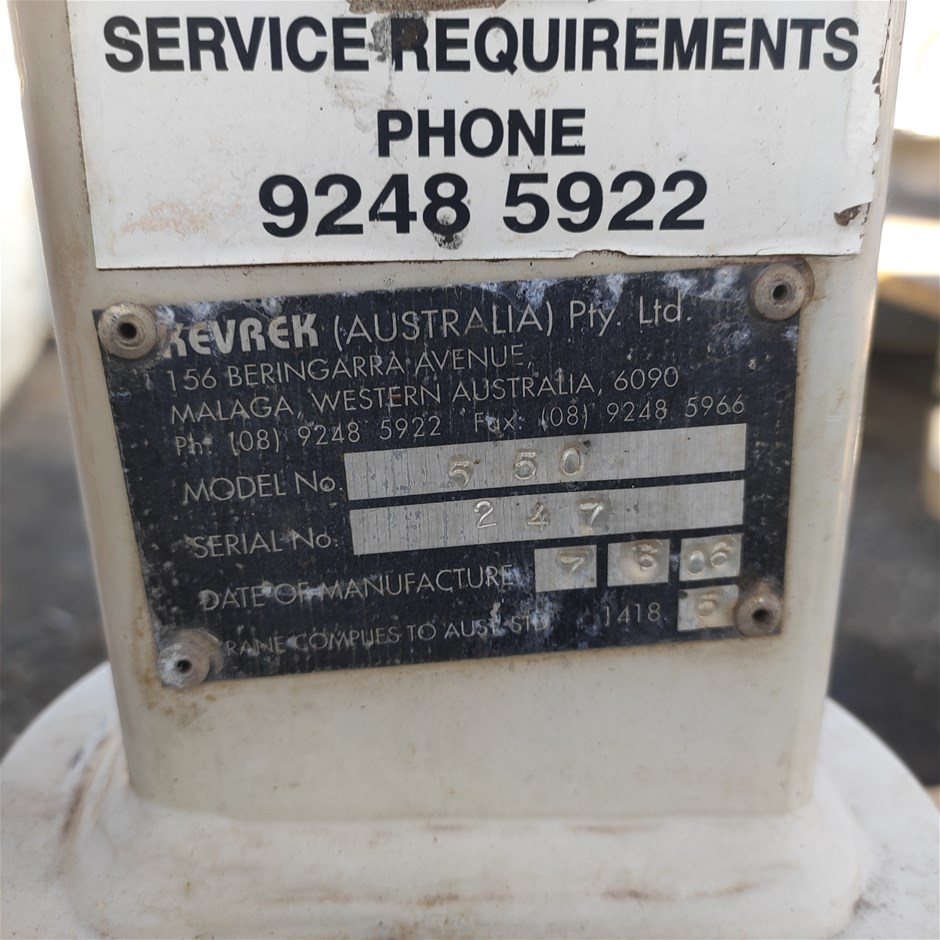 SERVICE REQUIREMENTS
PHONE
9248 5922
KEVREK (AUSTRALIA) Pty. Ltd.
156 BERINGARRA AVENUE,
MALAGA, WESTERN AUSTRALIA, 6090
Ph: (08) 9248 5922 Fax: (08) 9248 5966
MODEL No. 550
SERIAL No. 247
DATE OF MANUFACTURE 7 6 06
CRANE COMPLIES TO AUST. STD. 1418. 5